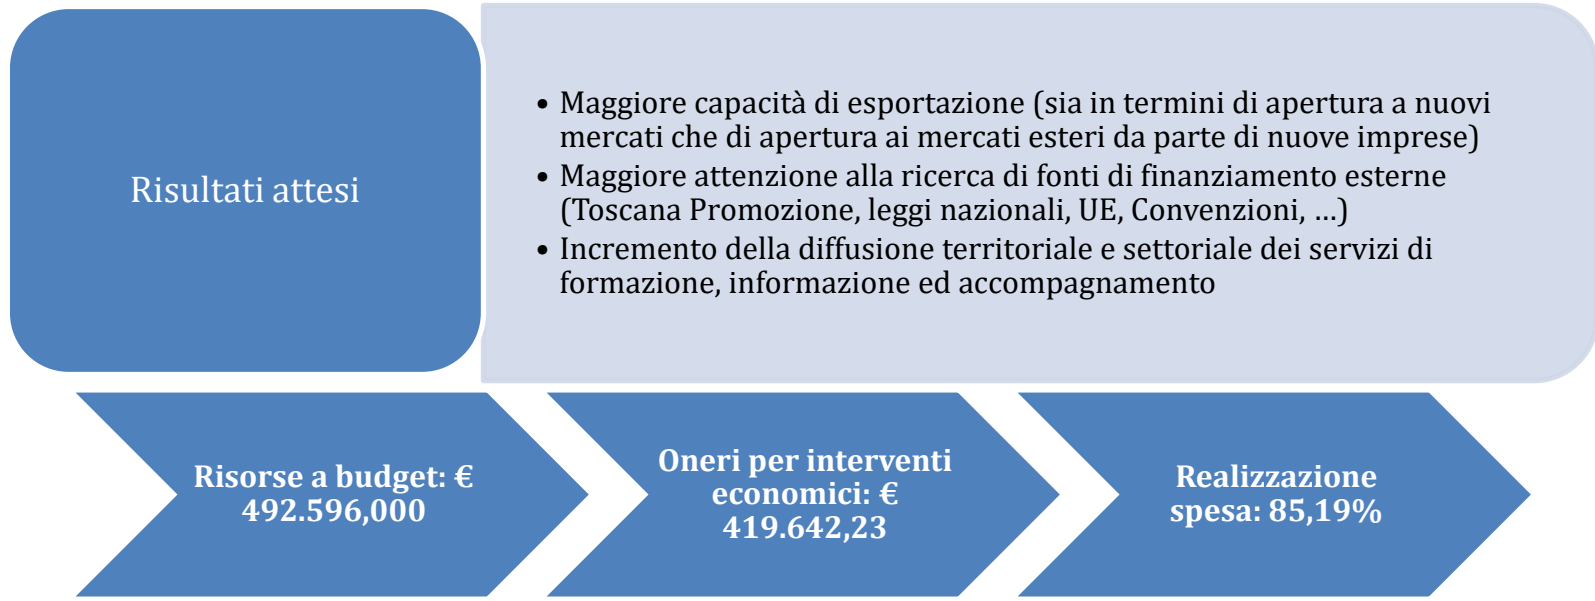 Risultati attesi
• Maggiore capacità di esportazione (sia in termini di apertura a nuovi
mercati che di apertura ai mercati esteri da parte di nuove imprese)
• Maggiore attenzione alla ricerca di fonti di finanziamento esterne
(Toscana Promozione, leggi nazionali, UE, Convenzioni, …)
• Incremento della diffusione territoriale e settoriale dei servizi di
formazione, informazione ed accompagnamento
Risorse a budget: €
492.596,000
Oneri per interventi
economici: €
419.642,23
Realizzazione
spesa: 85,19%